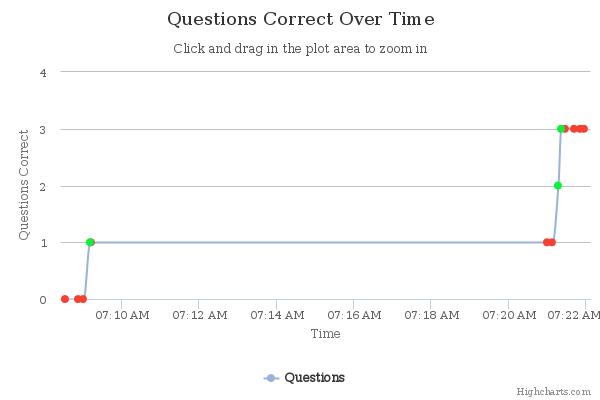 Questions Correct Over Time
Click and drag in the plot area to zoom in
Questions Correct
4
3
2
1
0
07:10 AM 07:12 AM 07:14 AM 07:16 AM 07:18 AM 07:20 AM 07:22 AM
Time
Questions
Highcharts.com